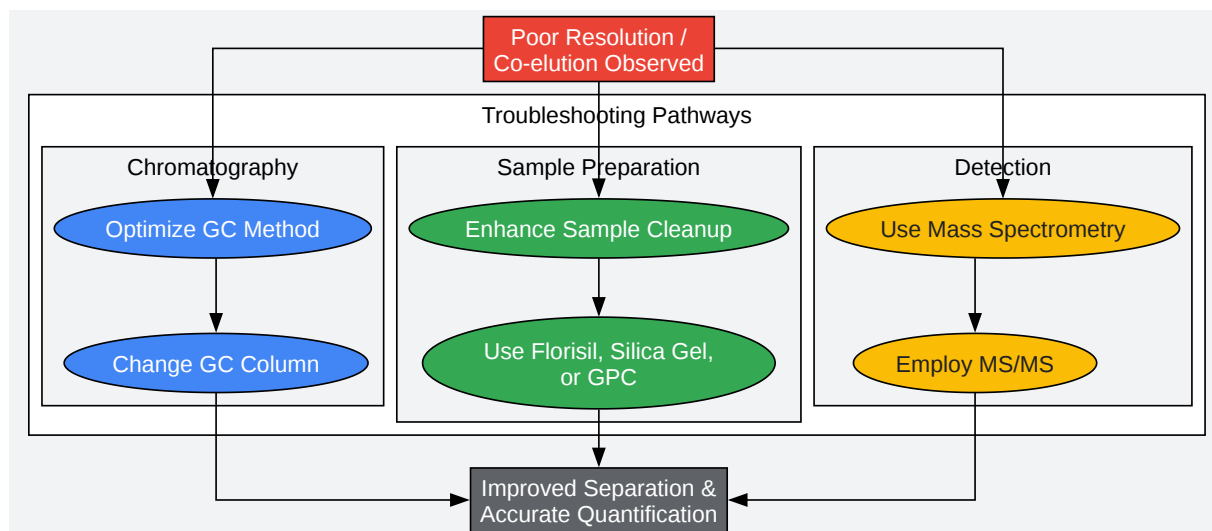 Poor Resolution /
Co-elution Observed
Troubleshooting Pathways
Chromatography
Sample Preparation
Detection
Optimize GC Method
Enhance Sample Cleanup
Use Mass Spectrometry
Change GC Column
Use Florisil, Silica Gel,
or GPC
Employ MS/MS
Improved Separation &
Accurate Quantification